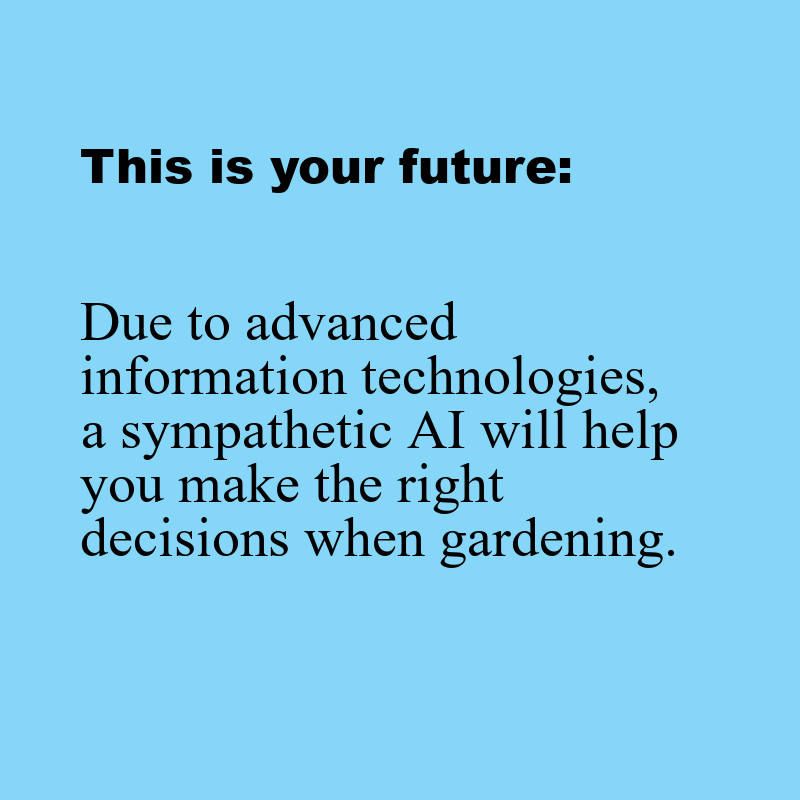 This is your future:
Due to advanced
information technologies,
a sympathetic AI will help
you make the right
decisions when gardening.